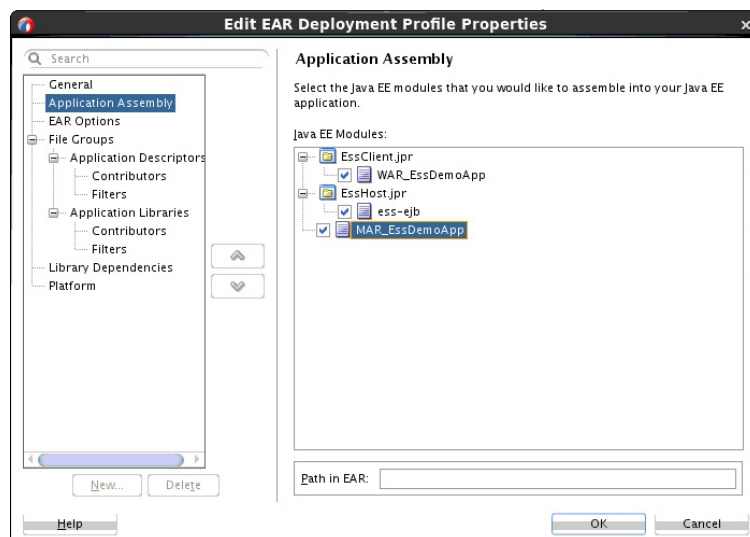 Edit EAR Deployment Profile Properties
Search
General
Application Assembly
EAR Options
File Groups
Application Descriptors
Contributors
Filters
Application Libraries
Contributors
Filters
Library Dependencies
Platform
New...
Delete
Application Assembly
Select the Java EE modules that you would like to assemble into your Java EE
application.
Java EE Modules:
EssClient.jpr
WAR_EssDemoApp
EssHost.jpr
ess-ejb
MAR_EssDemoApp
Path in EAR:
Help
OK
Cancel